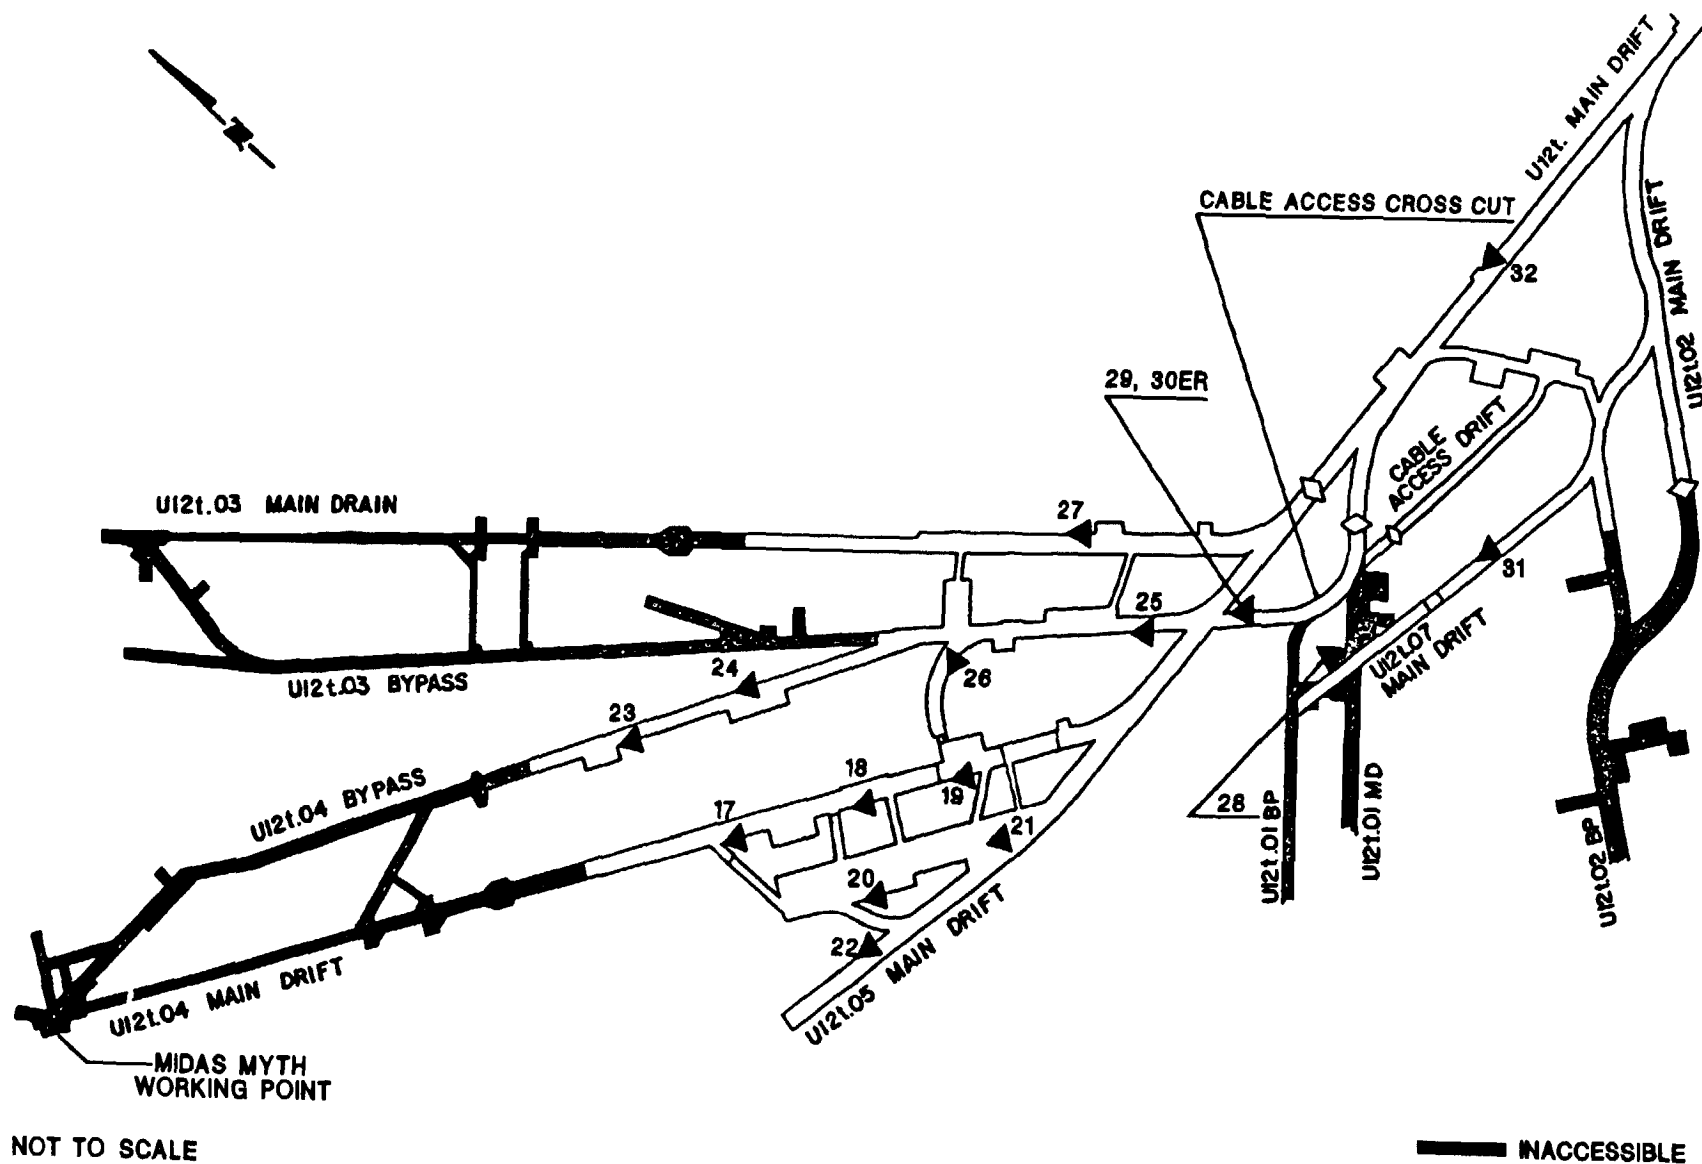 N
U12t. MAIN DRIFT
U12t.02 MAIN DRIFT
CABLE ACCESS CROSS CUT
32
29, 30ER
CABLE
ACCESS DRIFT
U12t.03 MAIN DRAIN
27
31
25
U12t.07
MAIN DRIFT
24
26
U12t.03 BYPASS
23
18
17
19
28
U12t.04 BYPASS
21
U12t.01 BP
U12t.01 MD
U12t.02 BP
20
22
U12t.05 MAIN DRIFT
U12t.04 MAIN DRIFT
MIDAS MYTH
WORKING POINT
NOT TO SCALE
INACCESSIBLE